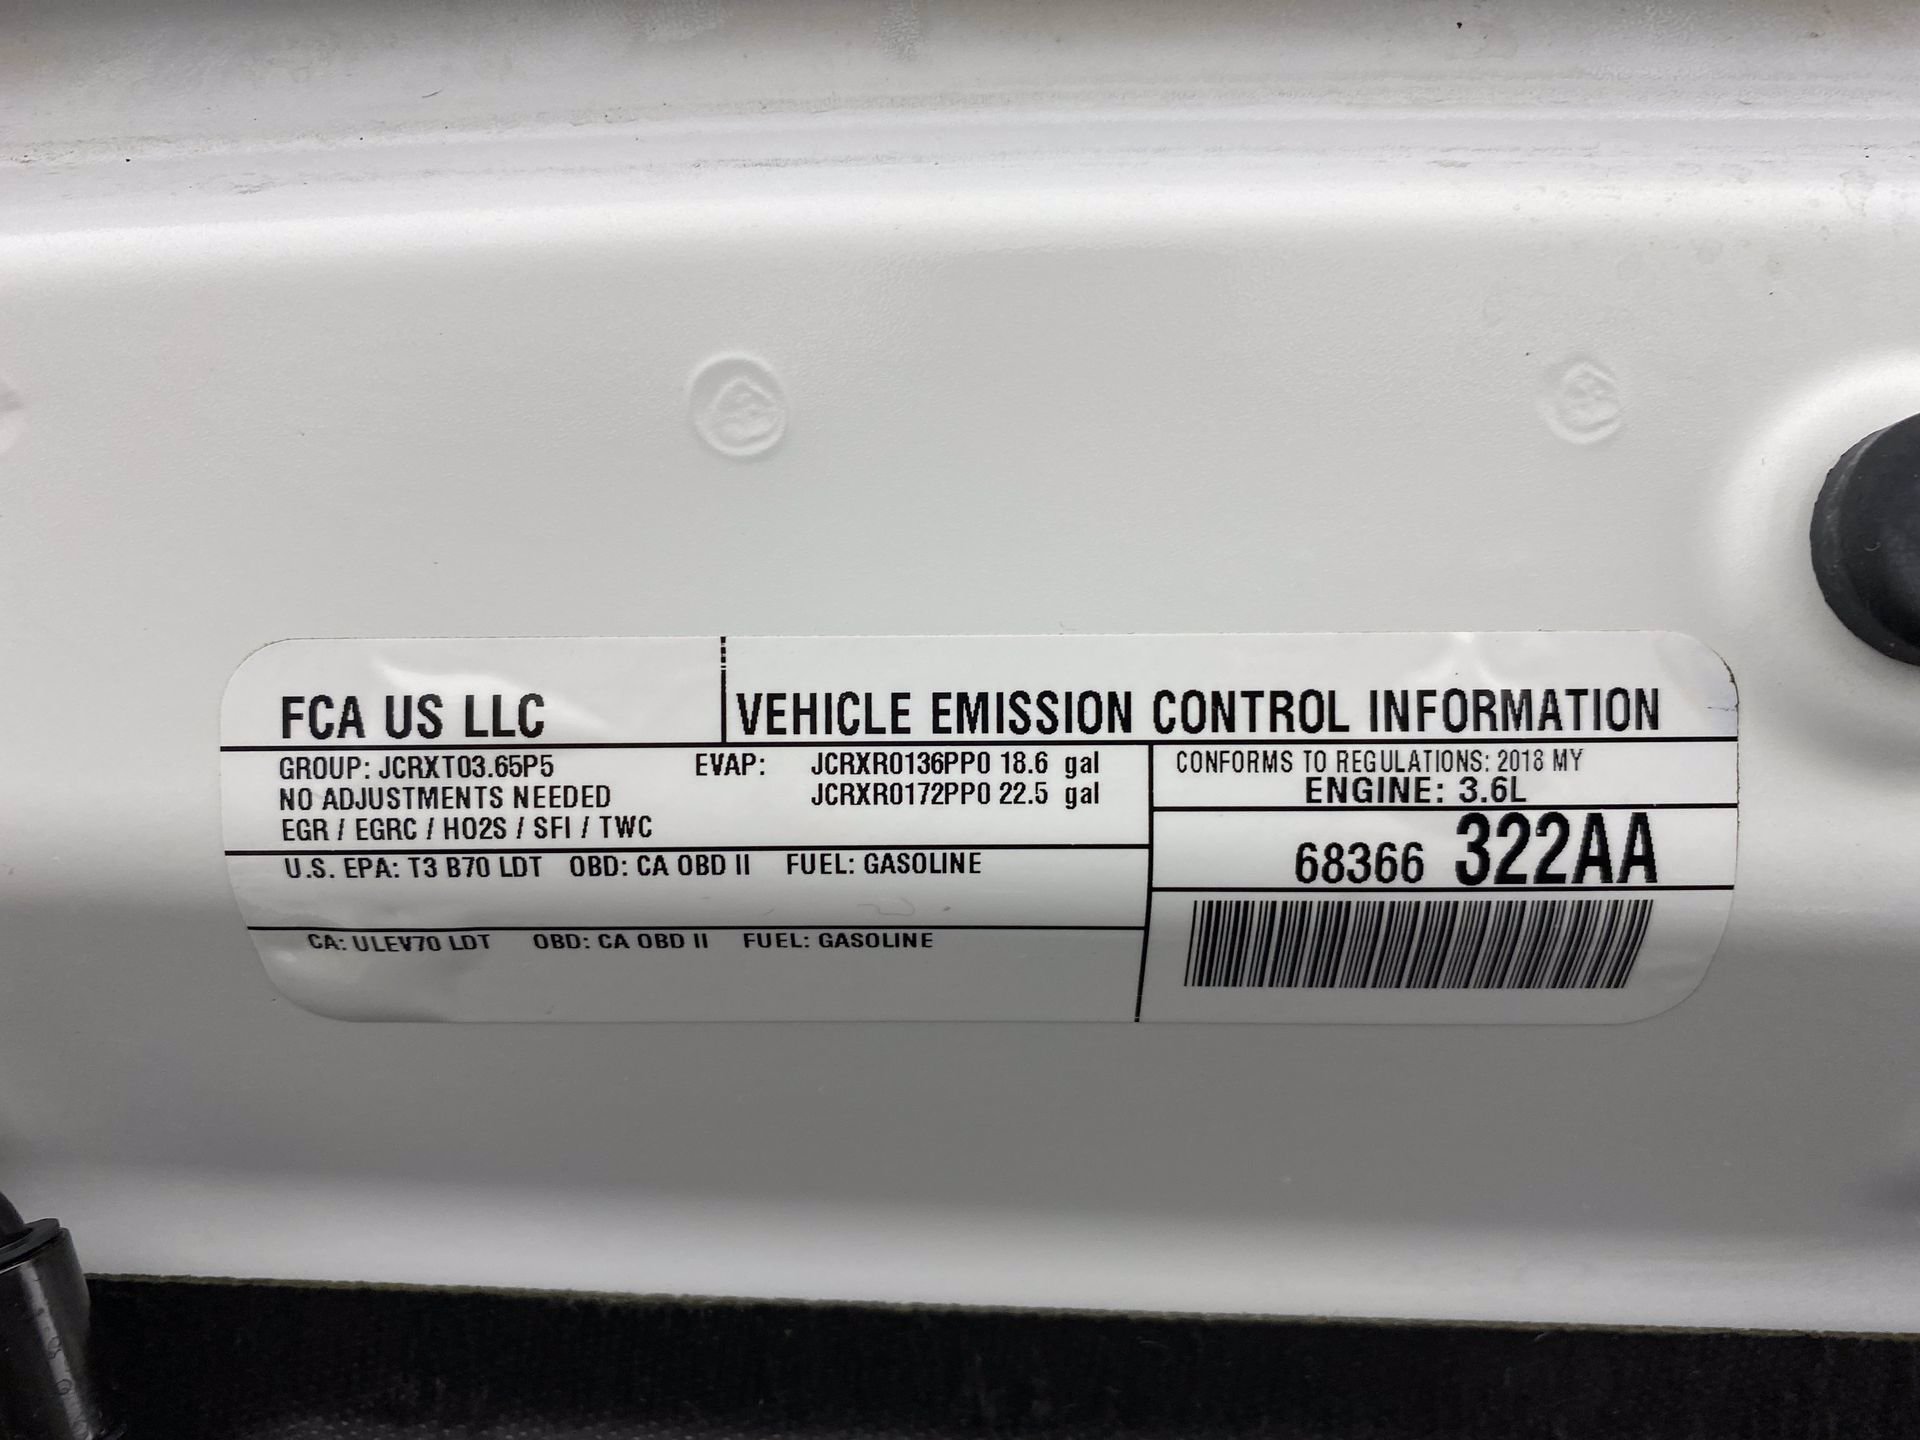 FCA US LLC
VEHICLE EMISSION CONTROL INFORMATION
GROUP: JCRXT03.65P5
NO ADJUSTMENTS NEEDED
EGR / EGRC / HO2S / SFI / TWC
EVAP: JCRXR0136PP0 18.6 gal
JCRXR0172PP0 22.5 gal
CONFORMS TO REGULATIONS: 2018 MY
ENGINE: 3.6L
68366 322AA
U.S. EPA: T3 B70 LDT OBD: CA OBD II FUEL: GASOLINE
CA: ULEV70 LDT OBD: CA OBD II FUEL: GASOLINE